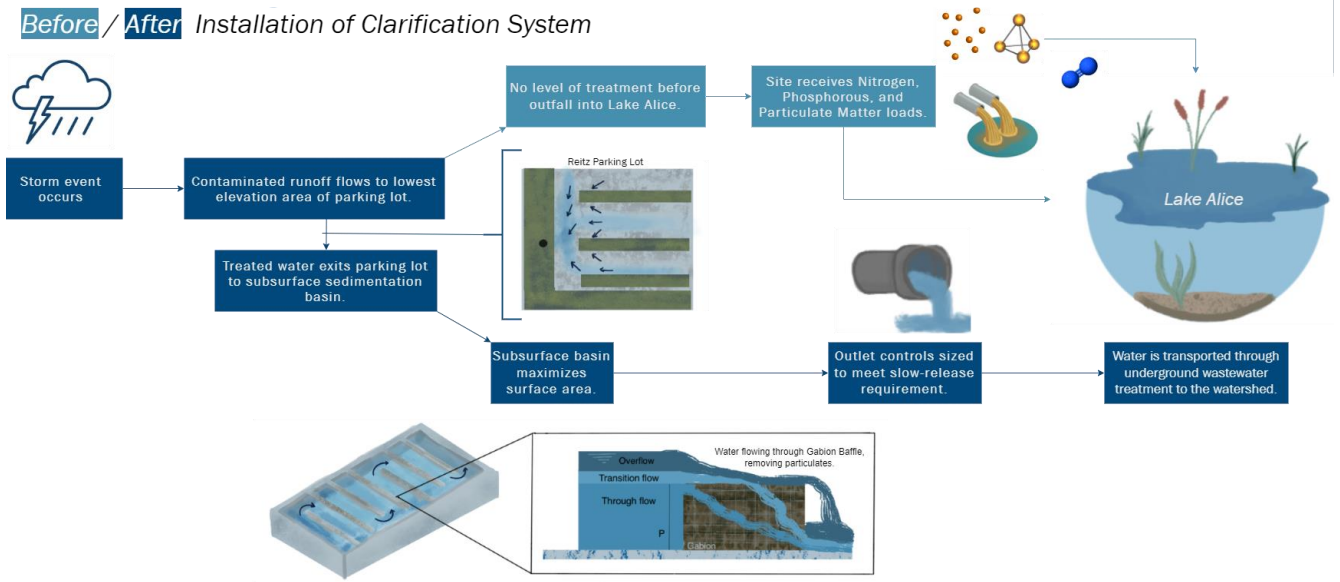 Before / After Installation of Clarification System
No level of treatment before
outfall into Lake Alice.
Site receives Nitrogen,
Phosphorous, and
Particulate Matter loads.
Storm event
occurs
Contaminated runoff flows to lowest
elevation area of parking lot.
Reitz Parking Lot
Lake Alice
Treated water exits parking lot
to subsurface sedimentation
basin.
Subsurface basin
maximizes
surface area.
Outlet controls sized
to meet slow-release
requirement.
Water is transported through
underground wastewater
treatment to the watershed.
Water flowing through Gabion Baffle,
removing particulates.
Overflow
Transition flow
Through flow
P
Gabion